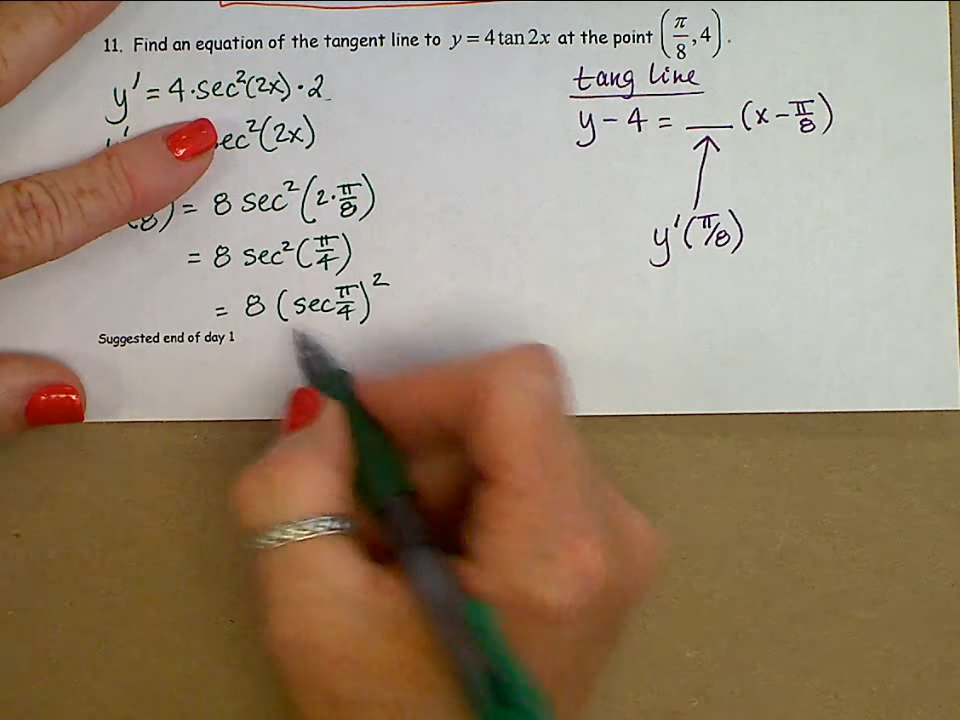 11. Find an equation of the tangent line to y = 4 tan 2x at the point (π/8, 4).
y' = 4·sec²(2x)·2
sec²(2x)
8) = 8 sec²(2·π/8)
= 8 sec²(π/4)
= 8 (sec π/4)²
Suggested end of day 1
tang line
y - 4 = __ (x - π/8)
y'(π/8)